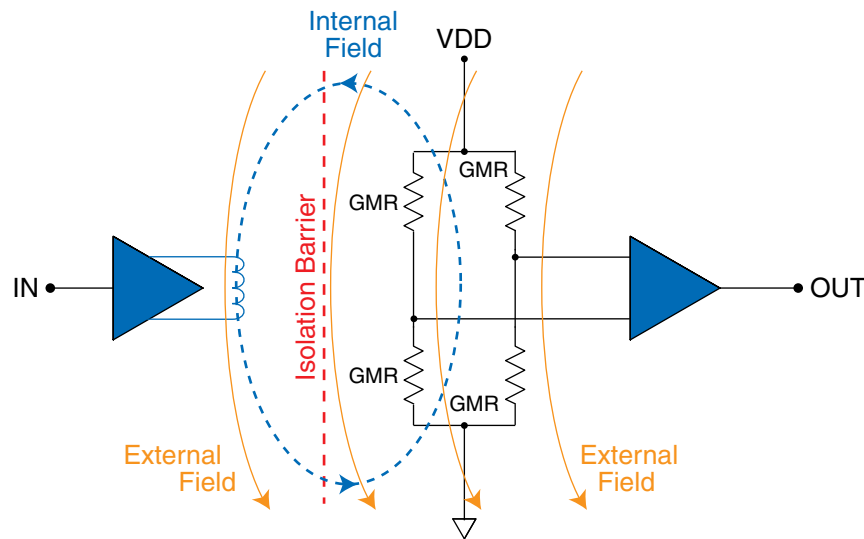 Internal
Field
VDD
GMR
GMR
Isolation Barrier
IN
OUT
GMR
GMR
External
Field
External
Field